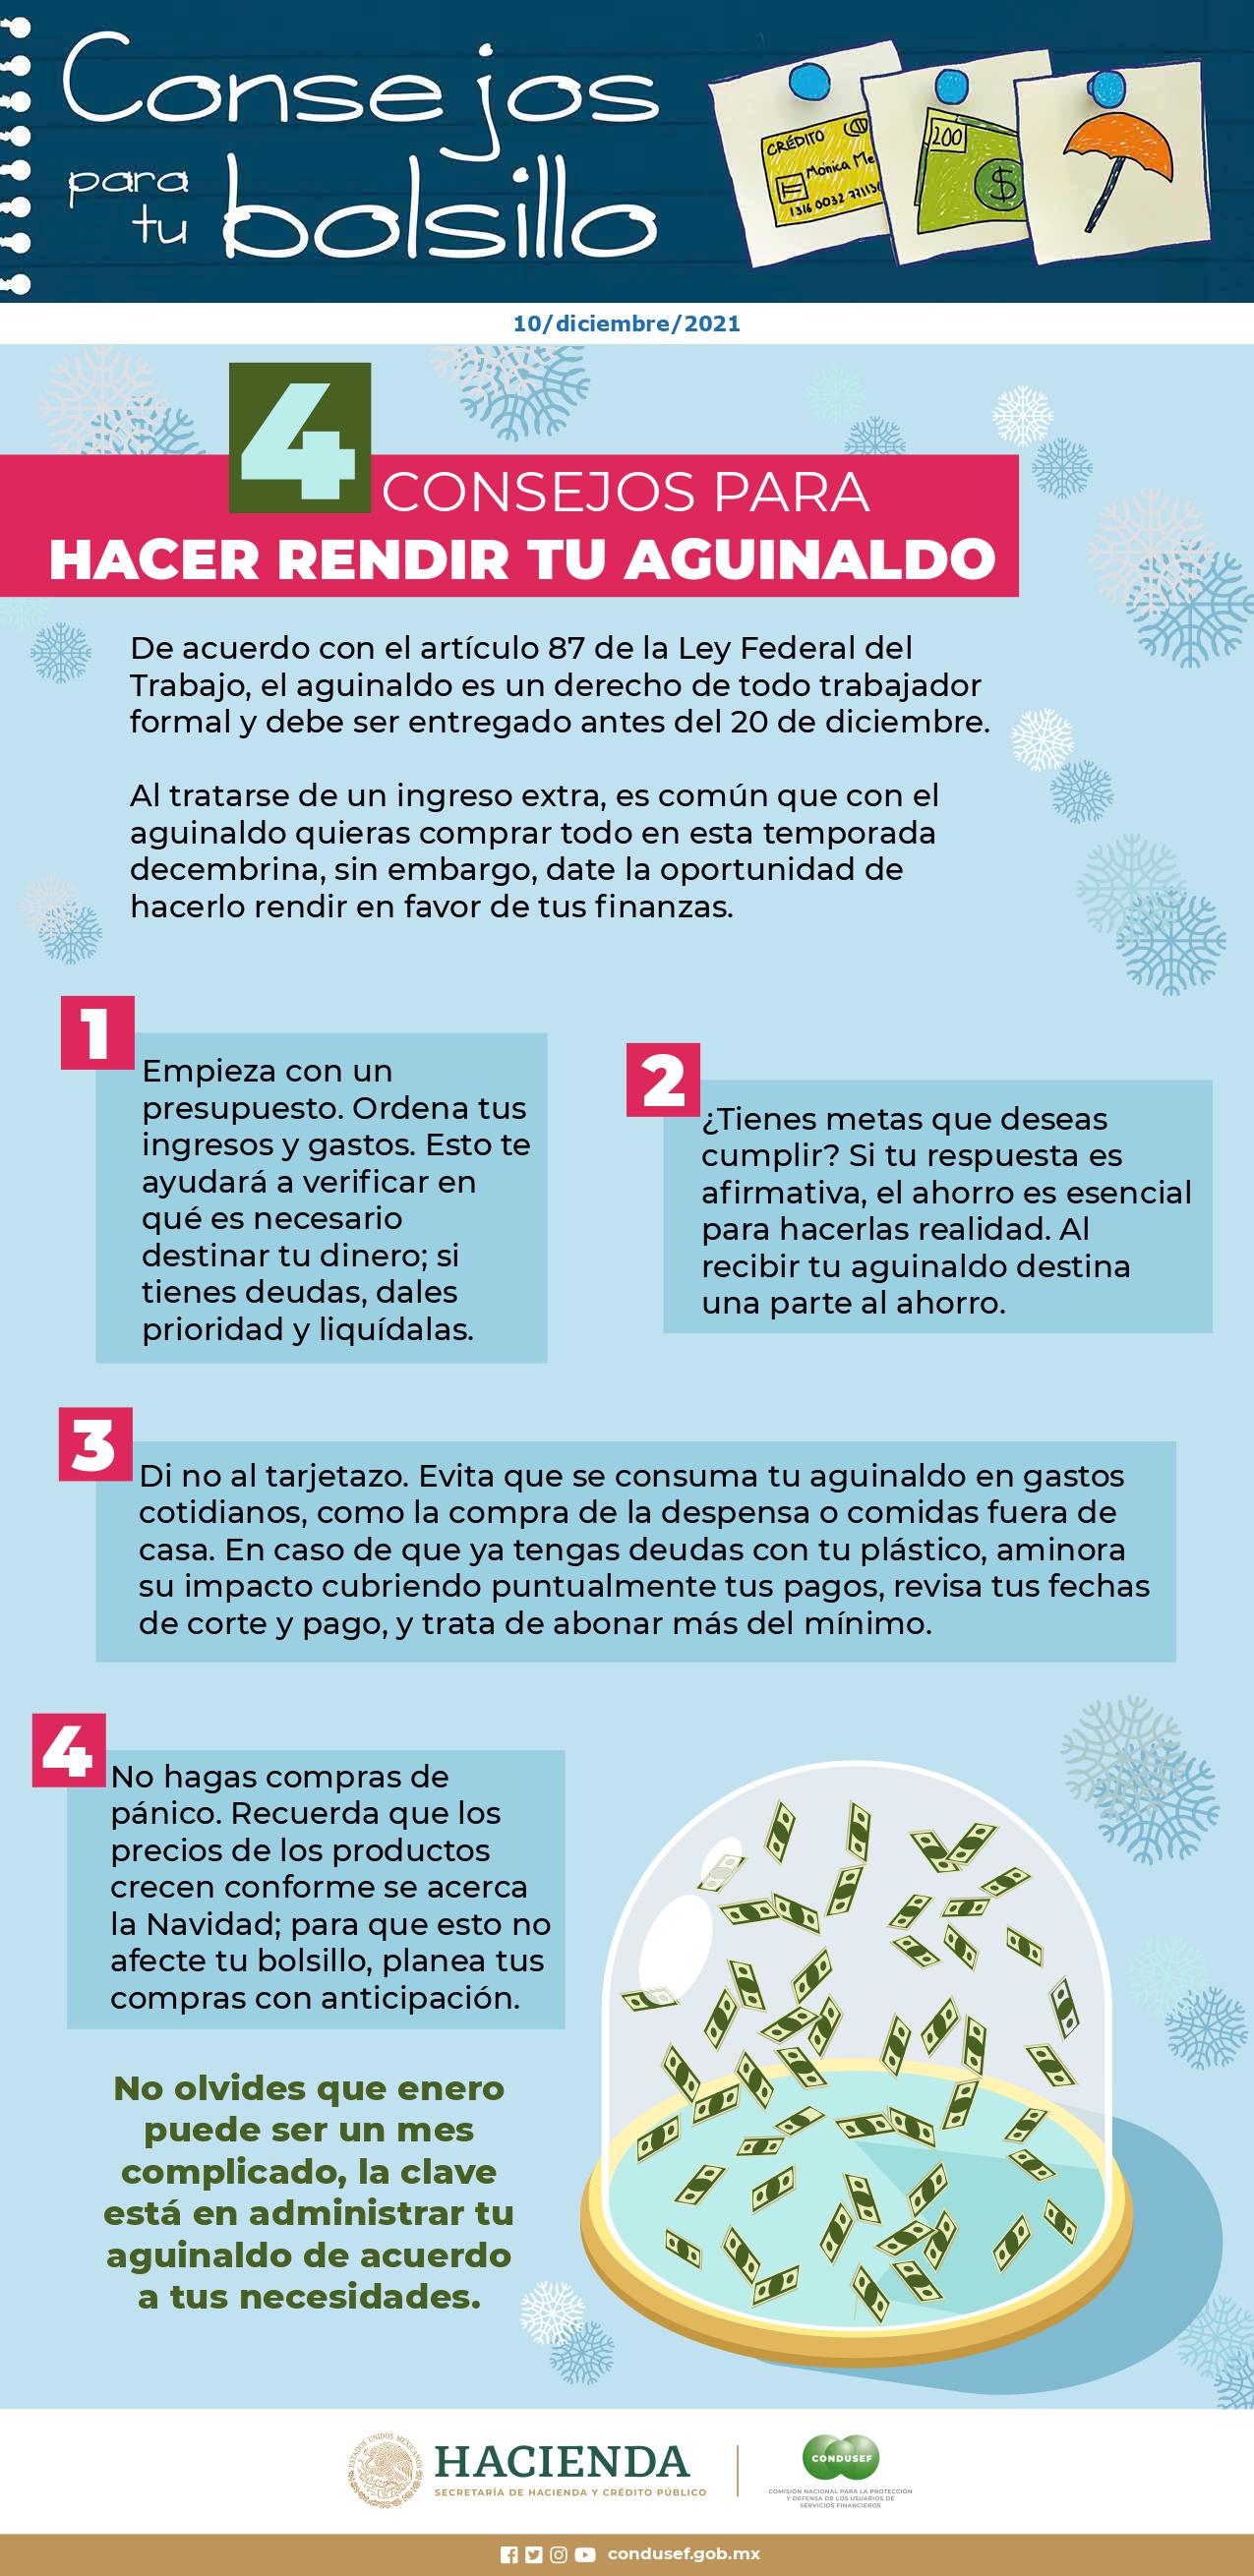 Consejos
para
tu bolsillo
CRÉDITO
Mónica Me
1316 0032 77113
200
$
10/diciembre/2021
4 CONSEJOS PARA
HACER RENDIR TU AGUINALDO
De acuerdo con el artículo 87 de la Ley Federal del
Trabajo, el aguinaldo es un derecho de todo trabajador
formal y debe ser entregado antes del 20 de diciembre.
Al tratarse de un ingreso extra, es común que con el
aguinaldo quieras comprar todo en esta temporada
decembrina, sin embargo, date la oportunidad de
hacerlo rendir en favor de tus finanzas.
1
Empieza con un
presupuesto. Ordena tus
ingresos y gastos. Esto te
ayudará a verificar en
qué es necesario
destinar tu dinero; si
tienes deudas, dales
prioridad y liquídalas.
2
¿Tienes metas que deseas
cumplir? Si tu respuesta es
afirmativa, el ahorro es esencial
para hacerlas realidad. Al
recibir tu aguinaldo destina
una parte al ahorro.
3
Di no al tarjetazo. Evita que se consuma tu aguinaldo en gastos
cotidianos, como la compra de la despensa o comidas fuera de
casa. En caso de que ya tengas deudas con tu plástico, aminora
su impacto cubriendo puntualmente tus pagos, revisa tus fechas
de corte y pago, y trata de abonar más del mínimo.
4
No hagas compras de
pánico. Recuerda que los
precios de los productos
crecen conforme se acerca
la Navidad; para que esto no
afecte tu bolsillo, planea tus
compras con anticipación.
No olvides que enero
puede ser un mes
complicado, la clave
está en administrar tu
aguinaldo de acuerdo
a tus necesidades.
ESTADOS UNIDOS MEXICANOS
HACIENDA
SECRETARÍA DE HACIENDA Y CRÉDITO PÚBLICO
CONDUSEF
COMISIÓN NACIONAL PARA LA PROTECCIÓN
Y DEFENSA DE LOS USUARIOS DE
SERVICIOS FINANCIEROS
condusef.gob.mx